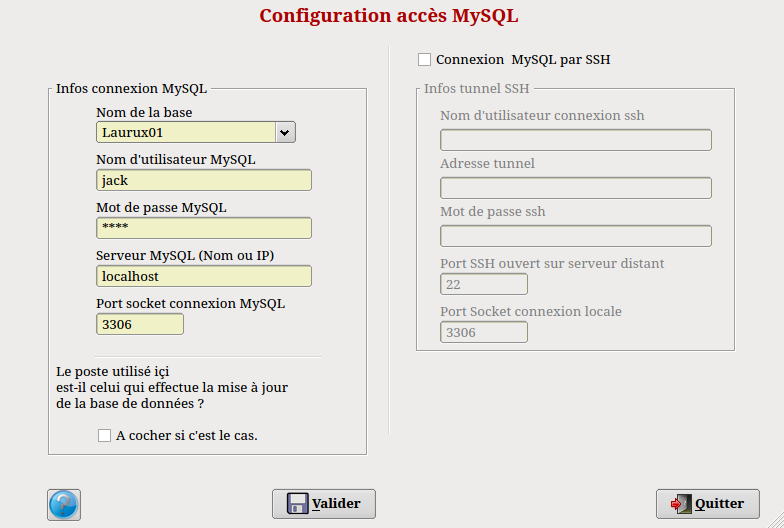 Configuration accès MySQL
Connexion  MySQL par SSH
Infos connexion MySQL
Nom de la base
Laurux01
Nom d'utilisateur MySQL
jack
Mot de passe MySQL
****
Serveur MySQL (Nom ou IP)
localhost
Port socket connexion MySQL
3306
Le poste utilisé içi
est-il celui qui effectue la mise à jour
de la base de données ?
A cocher si c'est le cas.
Infos tunnel SSH
Nom d'utilisateur connexion ssh
Adresse tunnel
Mot de passe ssh
Port SSH ouvert sur serveur distant
22
Port Socket connexion locale
3306
?
Valider
Quitter